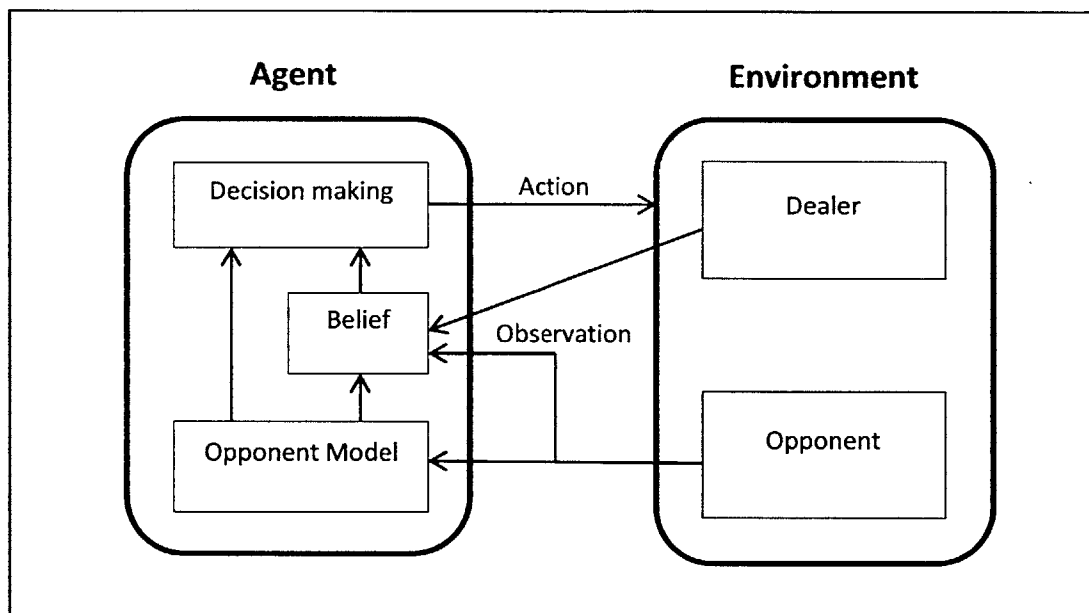 Agent
Environment
Decision making
Action
Dealer
Belief
Observation
Opponent Model
Opponent